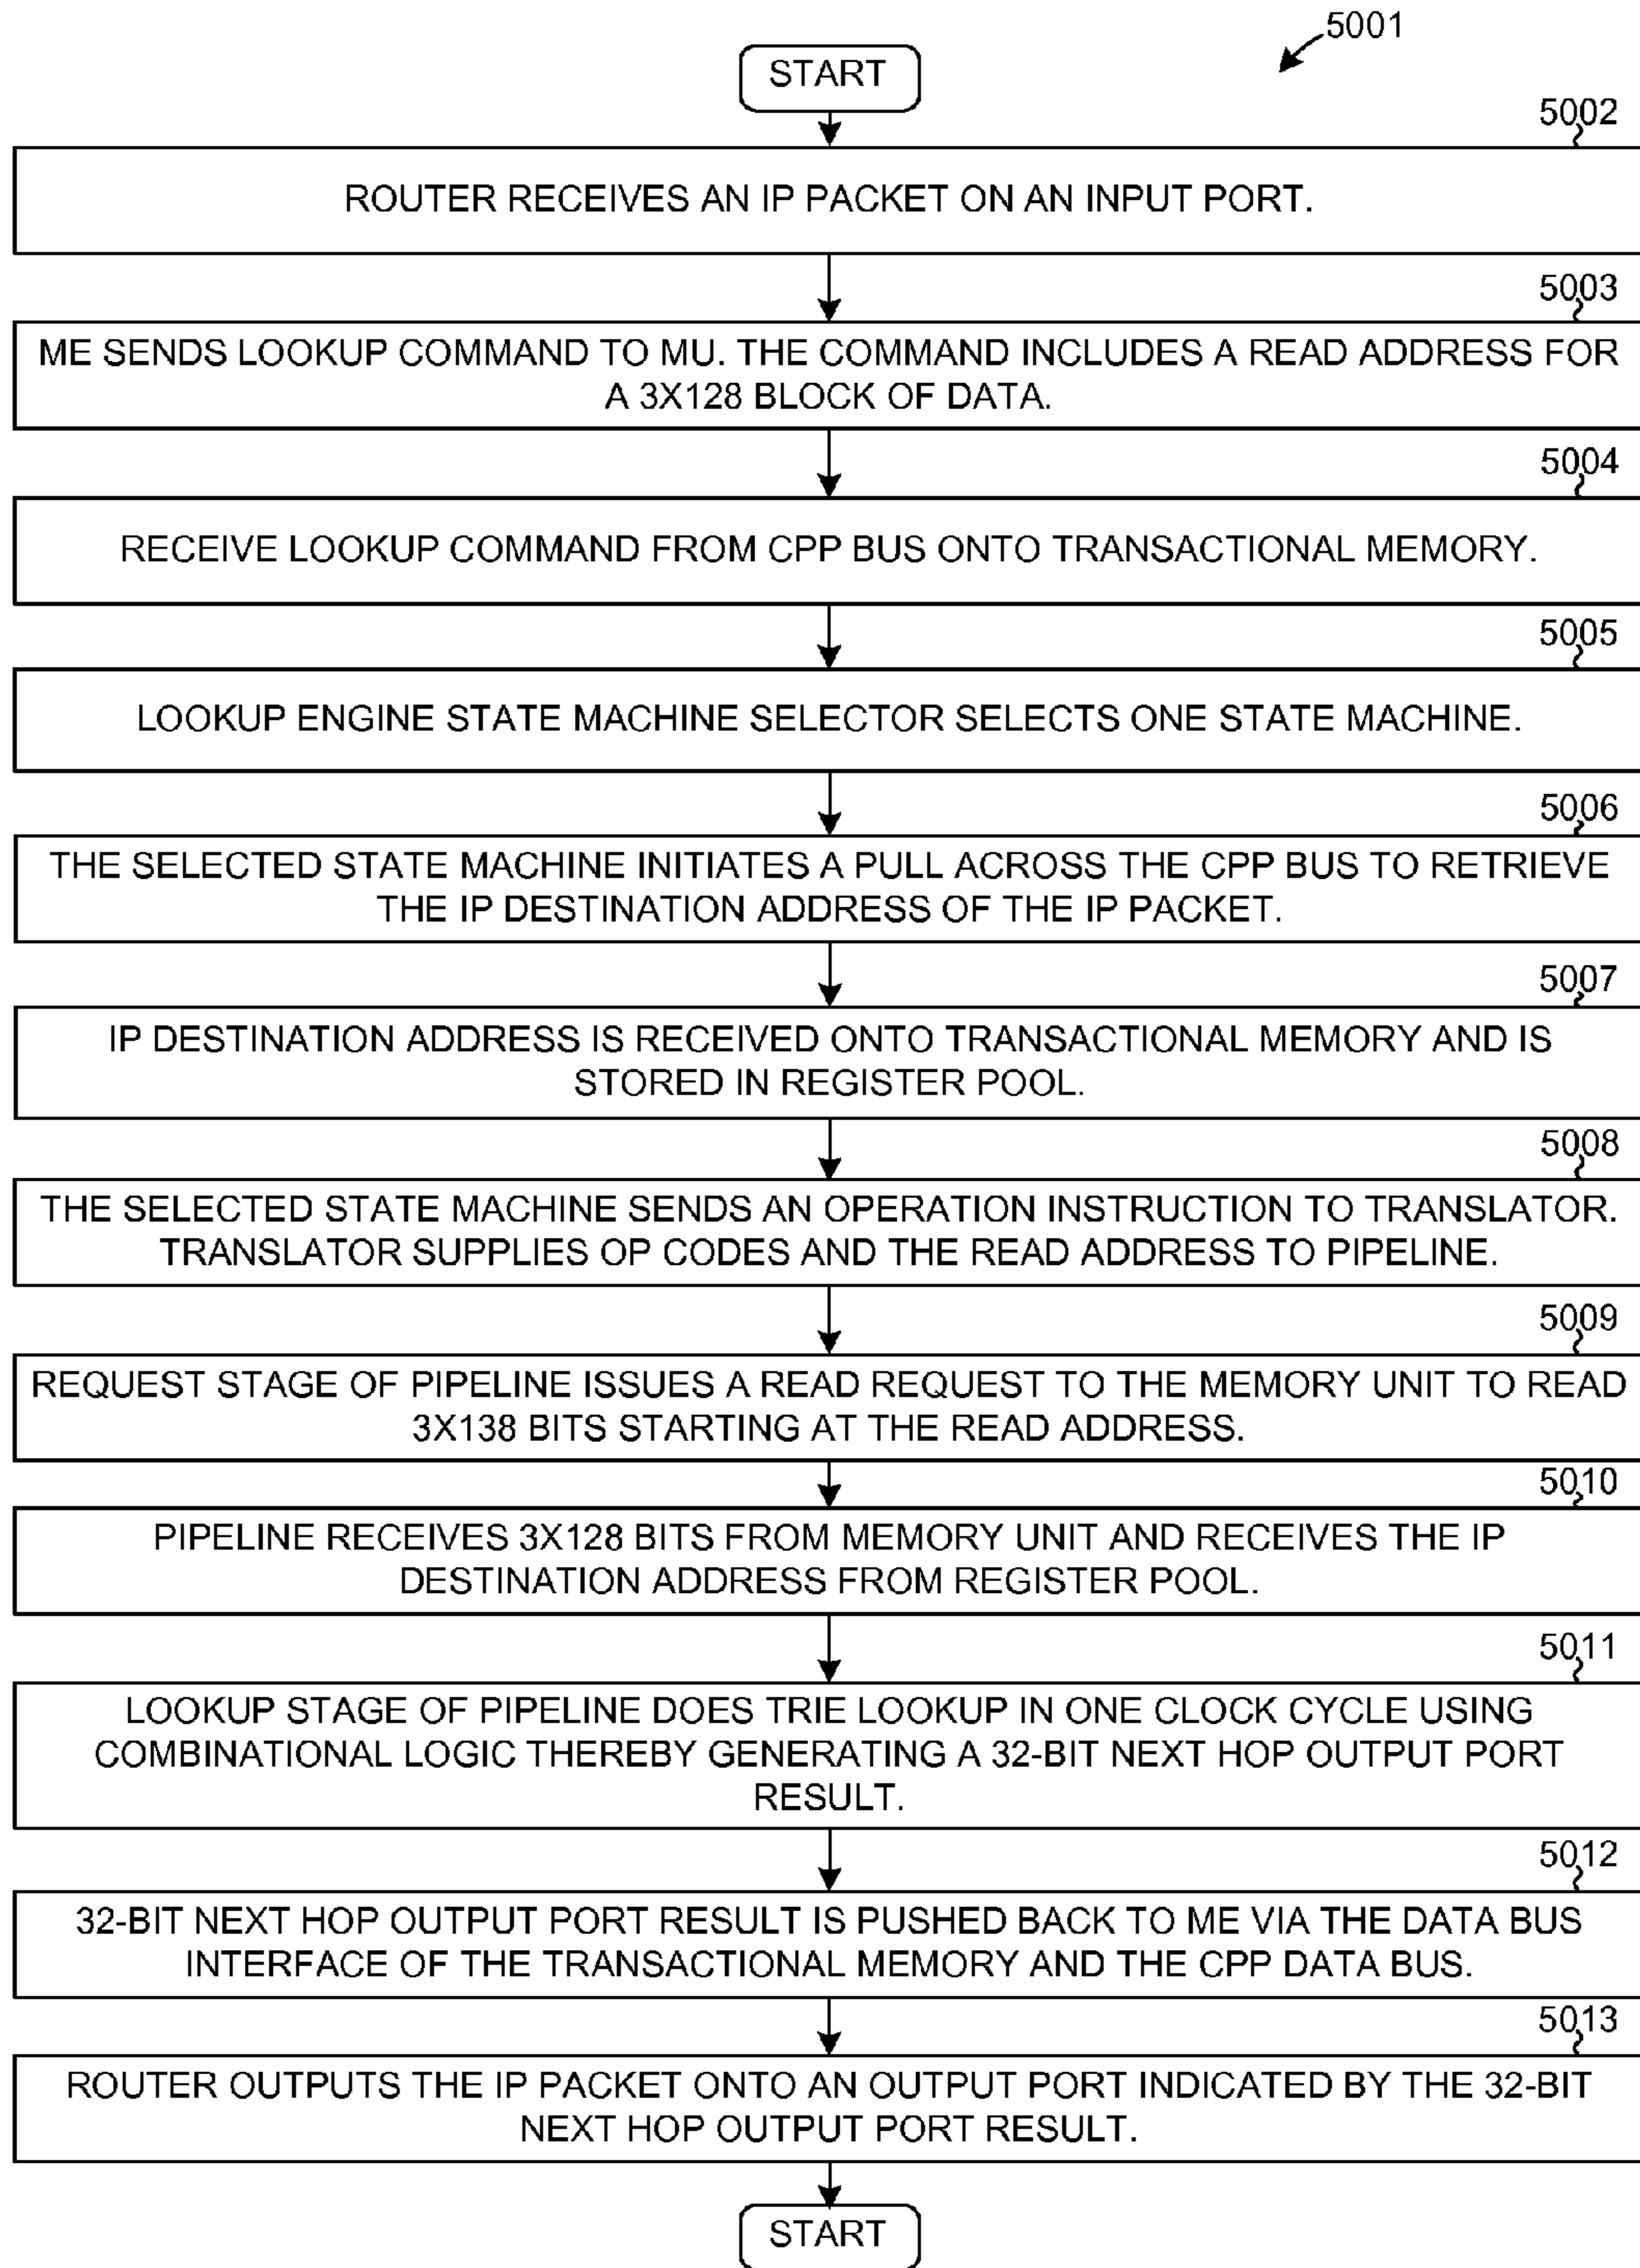 5001
START
5002
ROUTER RECEIVES AN IP PACKET ON AN INPUT PORT.
5003
ME SENDS LOOKUP COMMAND TO MU. THE COMMAND INCLUDES A READ ADDRESS FOR
A 3X128 BLOCK OF DATA.
5004
RECEIVE LOOKUP COMMAND FROM CPP BUS ONTO TRANSACTIONAL MEMORY.
5005
LOOKUP ENGINE STATE MACHINE SELECTOR SELECTS ONE STATE MACHINE.
5006
THE SELECTED STATE MACHINE INITIATES A PULL ACROSS THE CPP BUS TO RETRIEVE
THE IP DESTINATION ADDRESS OF THE IP PACKET.
5007
IP DESTINATION ADDRESS IS RECEIVED ONTO TRANSACTIONAL MEMORY AND IS
STORED IN REGISTER POOL.
5008
THE SELECTED STATE MACHINE SENDS AN OPERATION INSTRUCTION TO TRANSLATOR.
TRANSLATOR SUPPLIES OP CODES AND THE READ ADDRESS TO PIPELINE.
5009
REQUEST STAGE OF PIPELINE ISSUES A READ REQUEST TO THE MEMORY UNIT TO READ
3X138 BITS STARTING AT THE READ ADDRESS.
5010
PIPELINE RECEIVES 3X128 BITS FROM MEMORY UNIT AND RECEIVES THE IP
DESTINATION ADDRESS FROM REGISTER POOL.
5011
LOOKUP STAGE OF PIPELINE DOES TRIE LOOKUP IN ONE CLOCK CYCLE USING
COMBINATIONAL LOGIC THEREBY GENERATING A 32-BIT NEXT HOP OUTPUT PORT
RESULT.
5012
32-BIT NEXT HOP OUTPUT PORT RESULT IS PUSHED BACK TO ME VIA THE DATA BUS
INTERFACE OF THE TRANSACTIONAL MEMORY AND THE CPP DATA BUS.
5013
ROUTER OUTPUTS THE IP PACKET ONTO AN OUTPUT PORT INDICATED BY THE 32-BIT
NEXT HOP OUTPUT PORT RESULT.
START